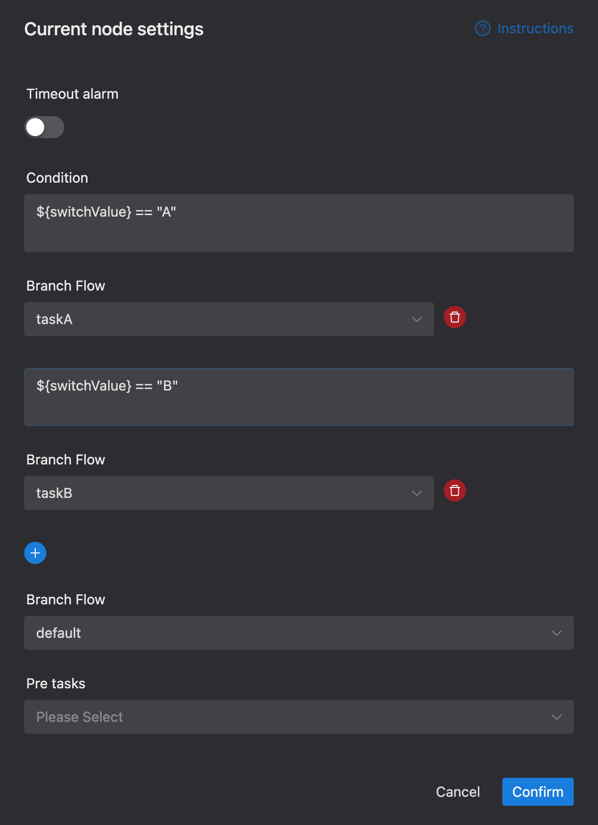 Current node settings
Instructions
Timeout alarm
Condition
${switchValue} == "A"
Branch Flow
taskA
${switchValue} == "B"
Branch Flow
taskB
Branch Flow
default
Pre tasks
Please Select
Cancel
Confirm